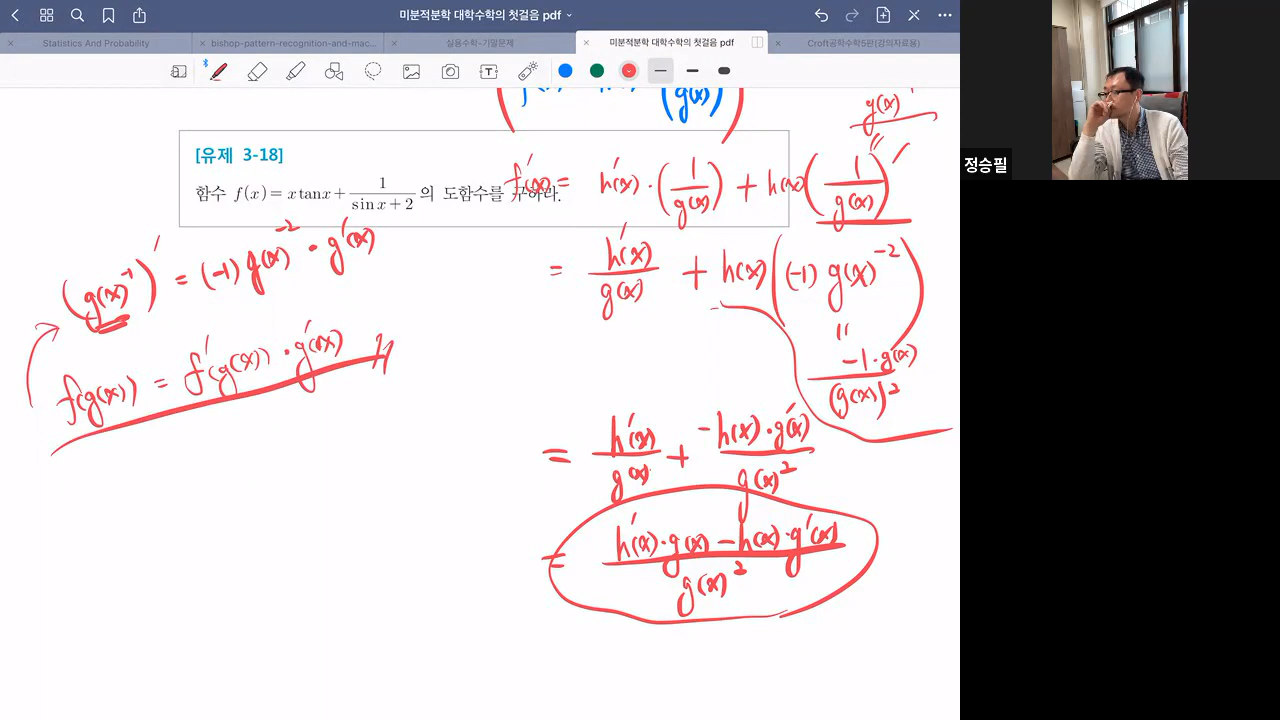 미분적분학 대학수학의 첫걸음 pdf
Statistics And Probability
bishop-pattern-recognition-and-mac...
실용수학-기말문제
미분적분학 대학수학의 첫걸음 pdf
Croft공학수학5판(강의자료용)
g(x)
g(x)⁻¹
[유제 3-18]
함수 f(x) = x tan x + 1/(sin x + 2) 의 도함수를 구하라.
f'(x) = h'(x)·(1/g(x)) + h(x)(1/g(x))'
(g(x)⁻¹)' = (-1) g(x)⁻² · g'(x)
= h'(x)/g(x) + h(x)((-1) g(x)⁻²)
"
-1·g'(x)/(g(x))²
f(g(x)) = f'(g(x))·g'(x)
= h'(x)/g(x) + -h(x)·g'(x)/g(x)²
= (h'(x)·g(x) - h(x)·g'(x))/g(x)²
정승필